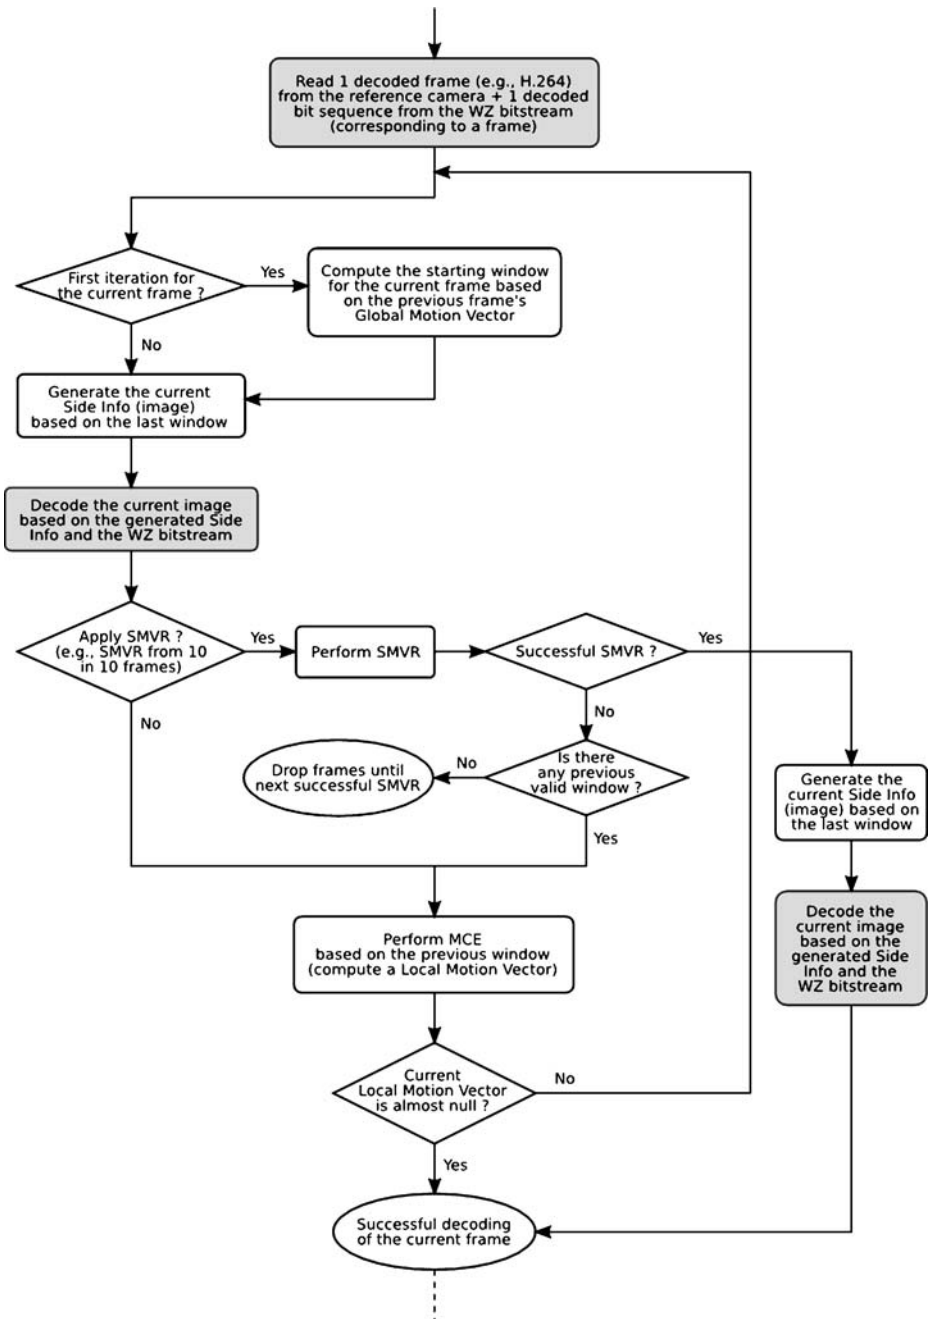 Read 1 decoded frame (e.g., H.264)
from the reference camera + 1 decoded
bit sequence from the WZ bitstream
(corresponding to a frame)
First iteration for
the current frame ?
Yes
Compute the starting window
for the current frame based
on the previous frame's
Global Motion Vector
No
Generate the current
Side Info (image)
based on the last window
Decode the current image
based on the generated Side
Info and the WZ bitstream
Apply SMVR ?
(e.g., SMVR from 10
in 10 frames)
Yes
Perform SMVR
Successful SMVR ?
Yes
No
No
Is there
any previous
valid window ?
No
Drop frames until
next successful SMVR
Yes
Generate the
current Side Info
(image) based on
the last window
Decode the
current image
based on the
generated Side
Info and the
WZ bitstream
Perform MCE
based on the previous window
(compute a Local Motion Vector)
Current
Local Motion Vector
is almost null ?
No
Yes
Successful decoding
of the current frame